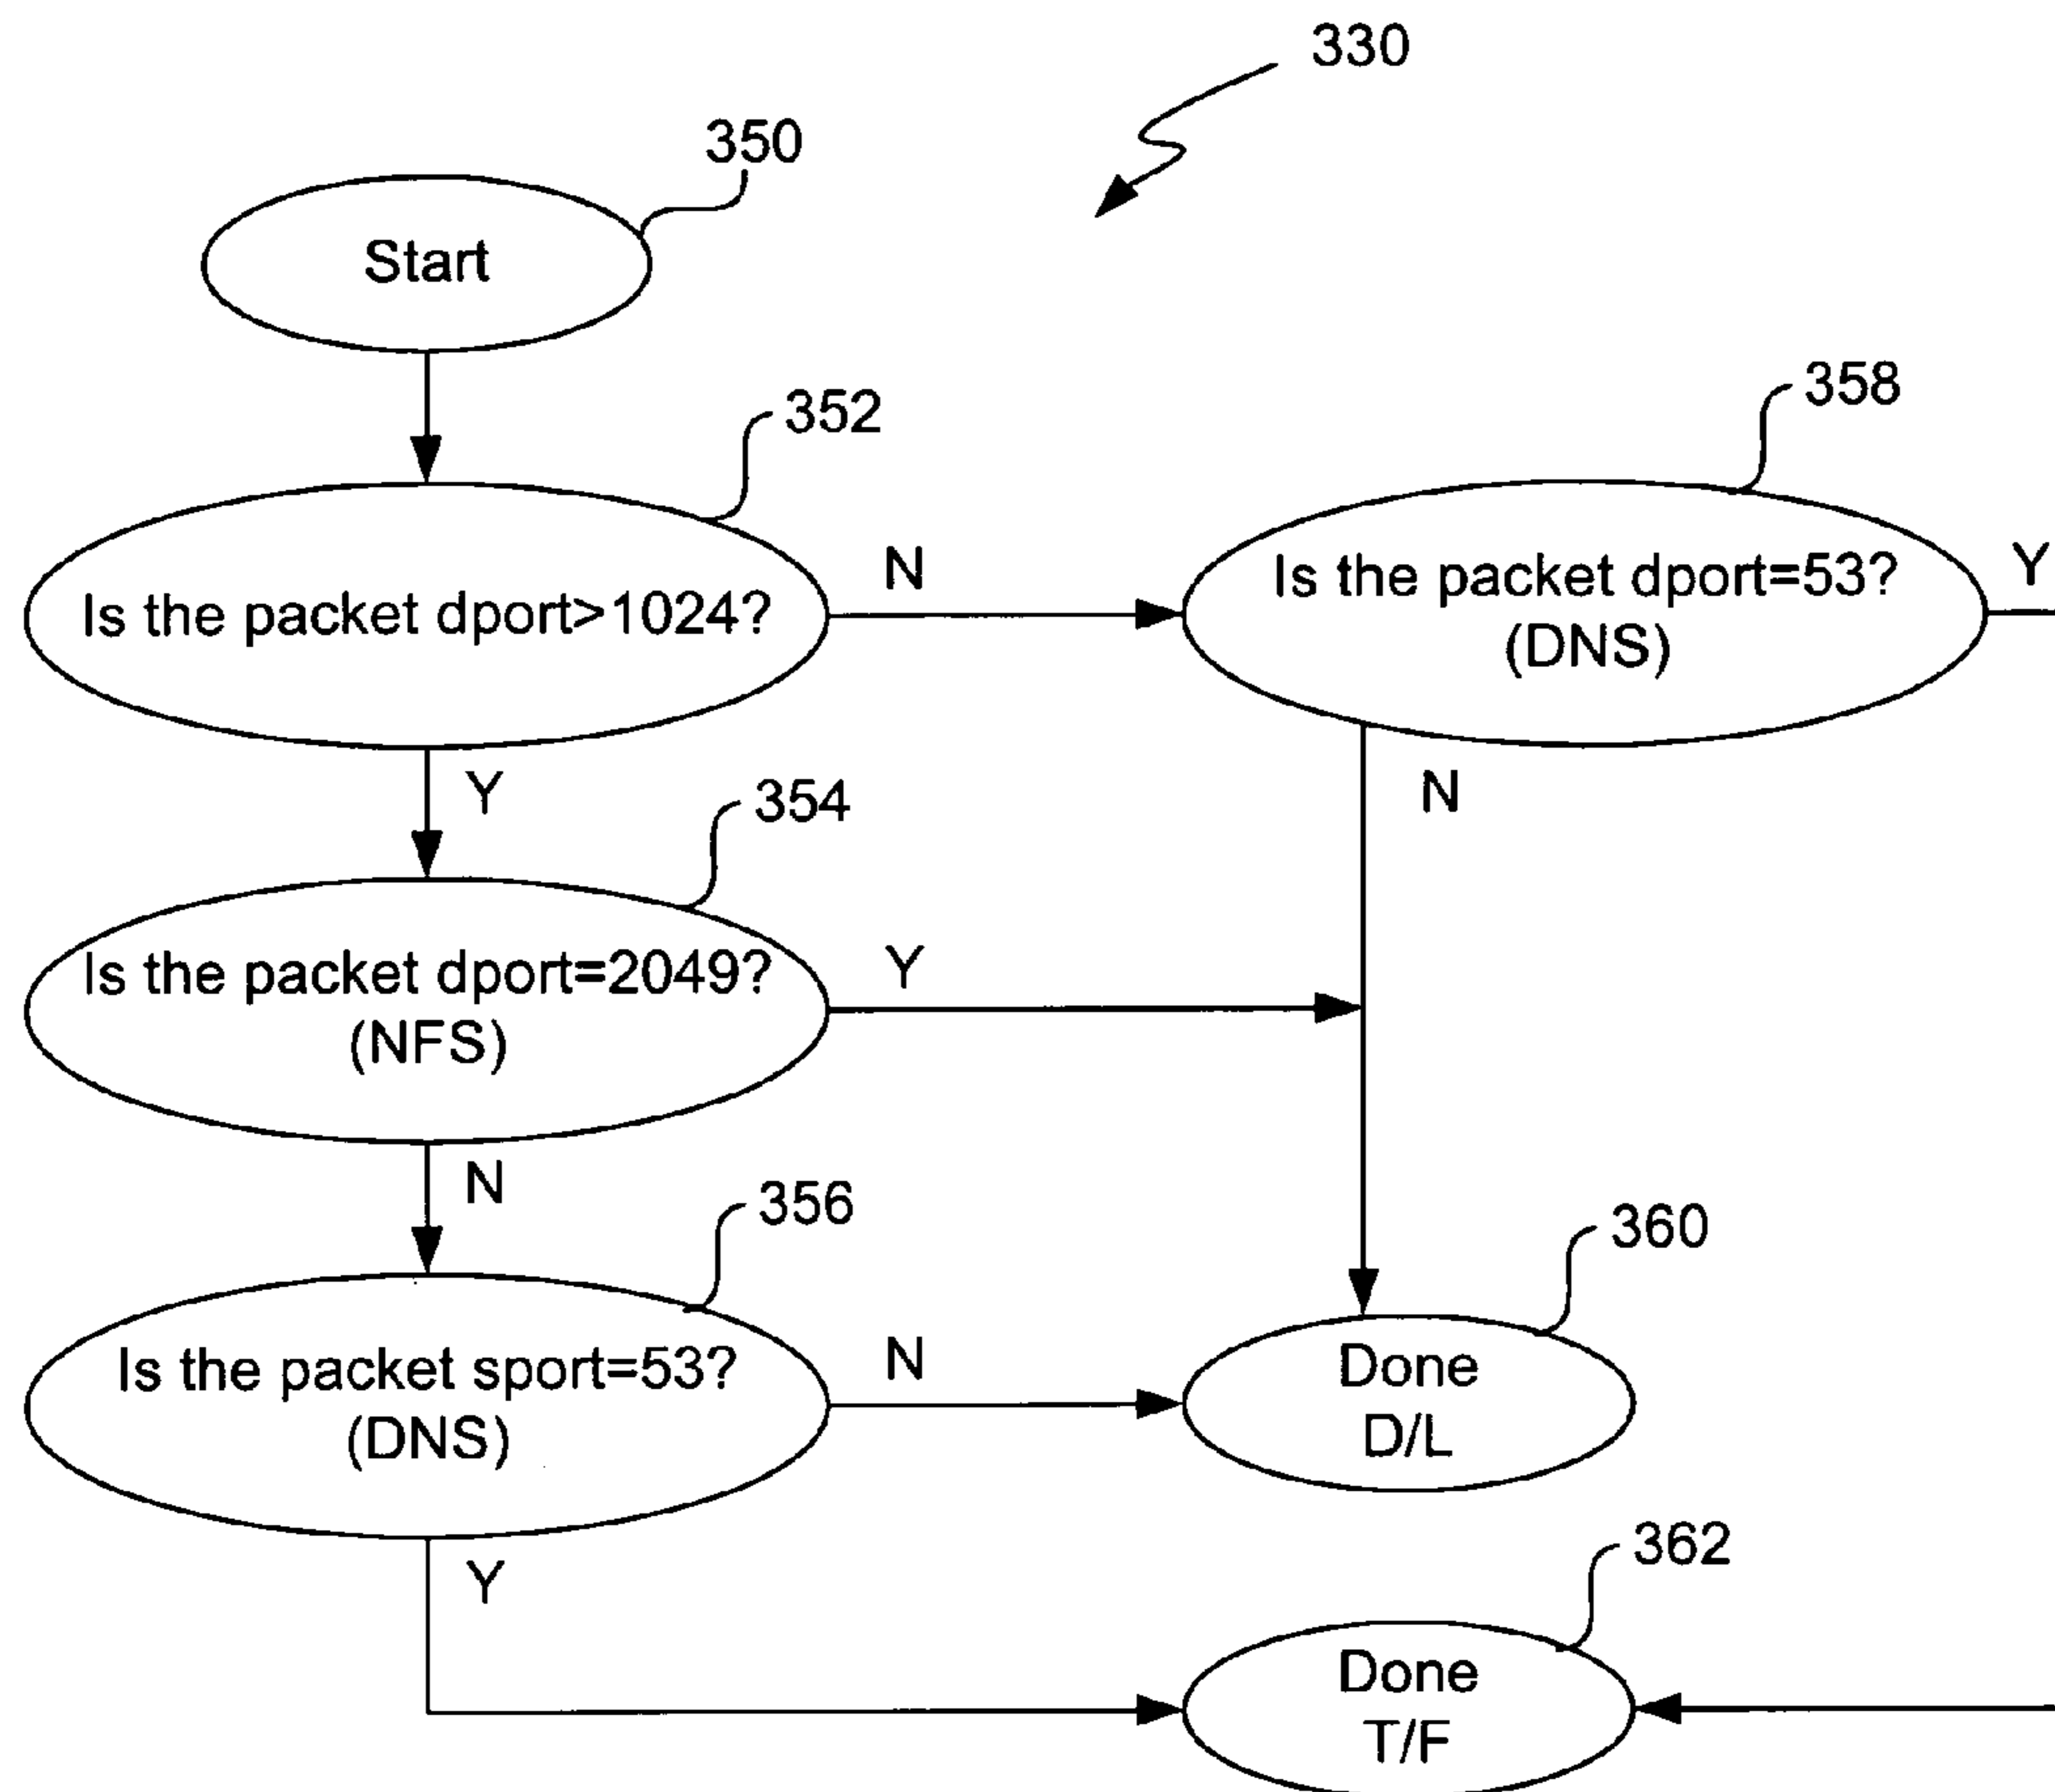 330
350
Start
352
358
Is the packet dport>1024?
N
Is the packet dport=53?
(DNS)
Y
Y
354
N
Is the packet dport=2049?
(NFS)
Y
N
356
360
Is the packet sport=53?
(DNS)
N
Done
D/L
Y
362
Done
T/F